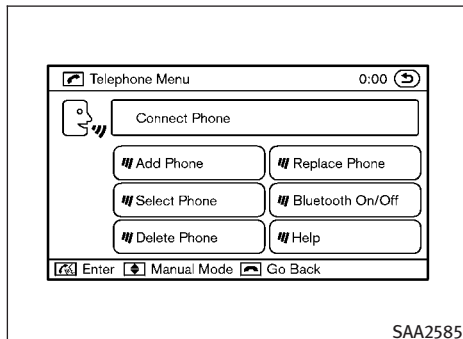 Telephone Menu 0:00
Connect Phone
Add Phone Replace Phone
Select Phone Bluetooth On/Off
Delete Phone Help
Enter Manual Mode Go Back
SAA2585